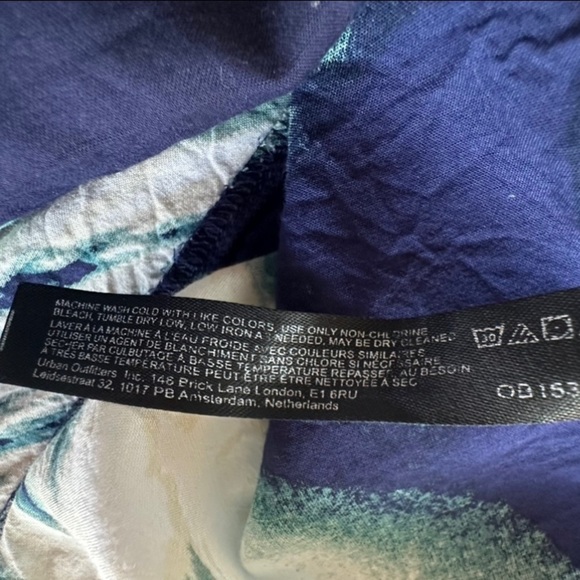 MACHINE WASH COLD WITH LIKE COLORS, USE ONLY NON-CHLORINE
BLEACH, TUMBLE DRY LOW, LOW IRON AS NEEDED, MAY BE DRY CLEANED
LAVER A LA MACHINE A L'EAU FROIDE AVEC COULEURS SIMILAIRES
UTILISER UN AGENT DE BLANCHIMENT SANS CHLORE SI NÉCESSAIRE
SECHER PAR CULBUTAGE À BASSE TEMPERATURE REPASSER AU BESOIN
À TRÈS BASSE TEMPÉRATURE PEUT ÊTRE ÊTRE NETTOYÉE A SEC
Urban Outfitters, Inc. 146 Brick Lane London, E1 6RU
Leidsestraat 32, 1017 PB Amsterdam, Netherlands
30
OB153